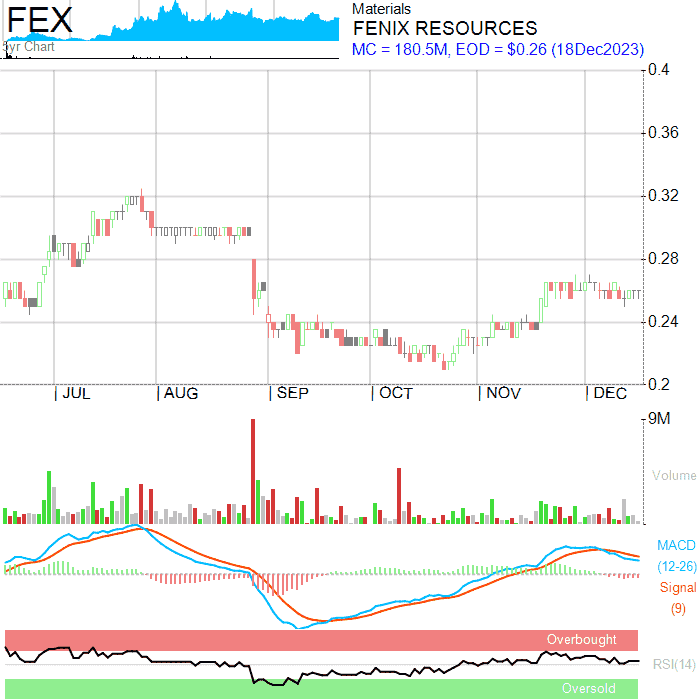 FEX
5yr Chart
Materials
FENIX RESOURCES
MC = 180.5M, EOD = $0.26 (18Dec2023)
0.4
0.36
0.32
0.28
0.24
0.2
JUL AUG SEP OCT NOV DEC
9M
Volume
MACD
(12-26)
Signal
(9)
Overbought
RSI(14)
Oversold